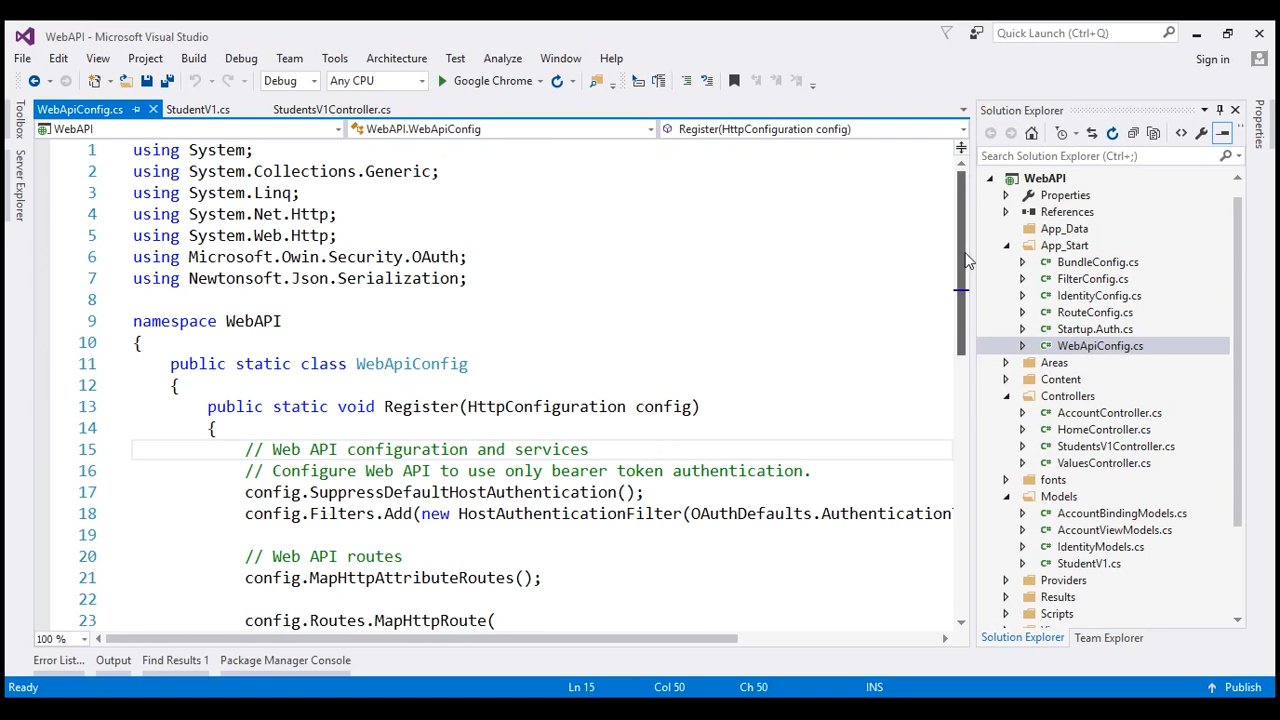 WebAPI - Microsoft Visual Studio
Quick Launch (Ctrl+Q)
File Edit View Project Build Debug Team Tools Architecture Test Analyze Window Help
Sign in
Debug Any CPU Google Chrome
Toolbox
Server Explorer
WebApiConfig.cs StudentV1.cs StudentsV1Controller.cs
WebAPI WebAPI.WebApiConfig Register(HttpConfiguration config)
1 using System;
2 using System.Collections.Generic;
3 using System.Linq;
4 using System.Net.Http;
5 using System.Web.Http;
6 using Microsoft.Owin.Security.OAuth;
7 using Newtonsoft.Json.Serialization;
8
9 namespace WebAPI
10 {
11 public static class WebApiConfig
12 {
13 public static void Register(HttpConfiguration config)
14 {
15 // Web API configuration and services
16 // Configure Web API to use only bearer token authentication.
17 config.SuppressDefaultHostAuthentication();
18 config.Filters.Add(new HostAuthenticationFilter(OAuthDefaults.Authentication
19
20 // Web API routes
21 config.MapHttpAttributeRoutes();
22
23 config.Routes.MapHttpRoute(
100 %
Solution Explorer
Search Solution Explorer (Ctrl+;)
WebAPI
Properties
References
App_Data
App_Start
BundleConfig.cs
FilterConfig.cs
IdentityConfig.cs
RouteConfig.cs
Startup.Auth.cs
WebApiConfig.cs
Areas
Content
Controllers
AccountController.cs
HomeController.cs
StudentsV1Controller.cs
ValuesController.cs
fonts
Models
AccountBindingModels.cs
AccountViewModels.cs
IdentityModels.cs
StudentV1.cs
Providers
Results
Scripts
Solution Explorer Team Explorer
Properties
Error List... Output Find Results 1 Package Manager Console
Ready Ln 15 Col 50 Ch 50 INS Publish